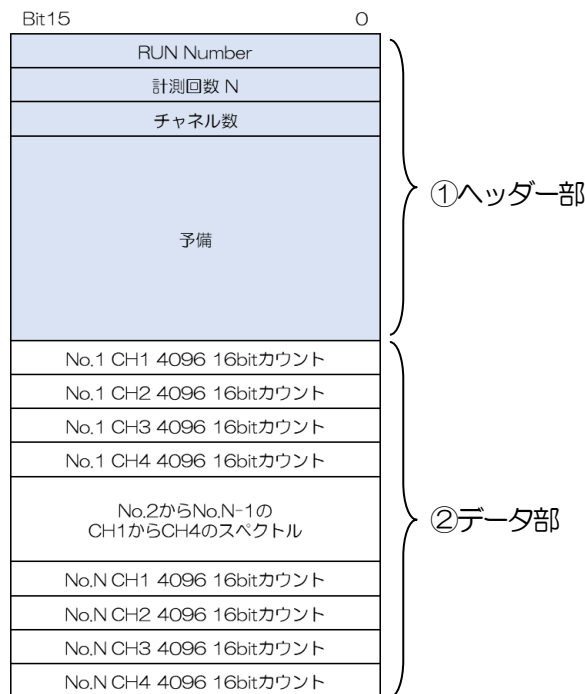 Bit15 0
RUN Number
計測回数 N
チャネル数
予備
①ヘッダー部
No.1 CH1 4096 16bitカウント
No.1 CH2 4096 16bitカウント
No.1 CH3 4096 16bitカウント
No.1 CH4 4096 16bitカウント
No.2からNo.N-1の
CH1からCH4のスペクトル
②データ部
No.N CH1 4096 16bitカウント
No.N CH2 4096 16bitカウント
No.N CH3 4096 16bitカウント
No.N CH4 4096 16bitカウント